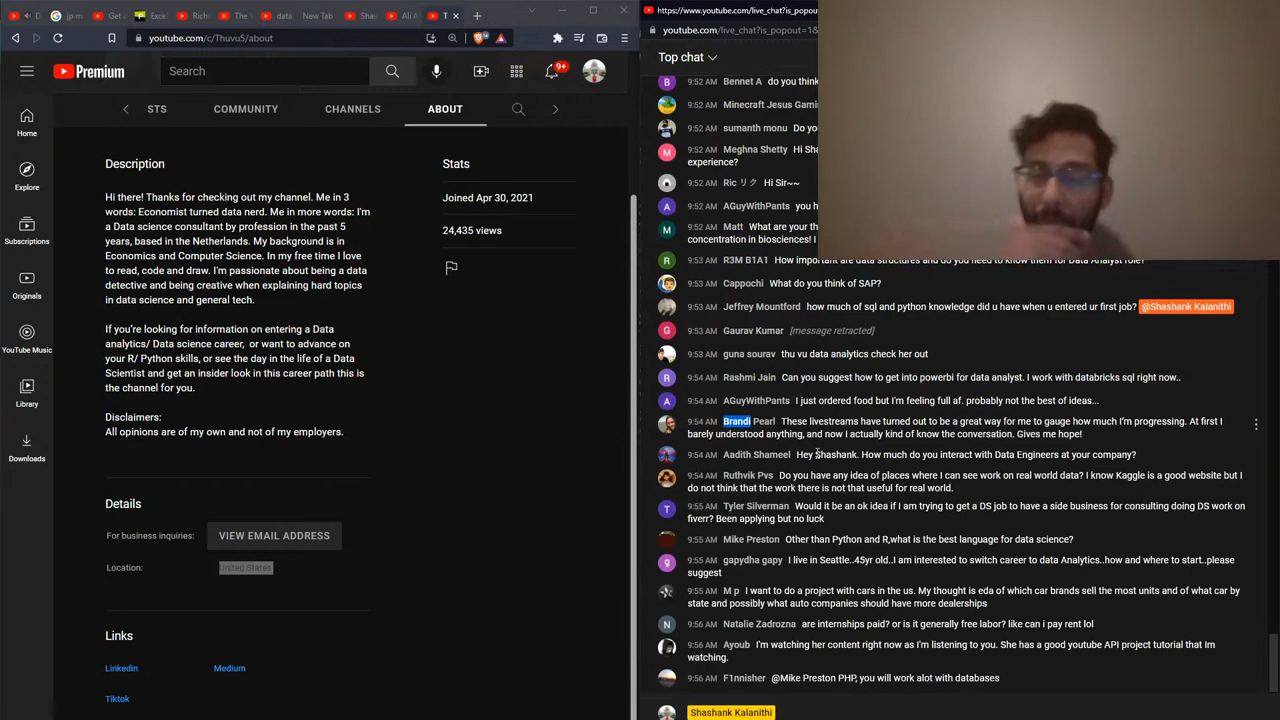 jp m
Get
Excel
Rich
The
data
New Tab
Shas
Ali A
T
youtube.com/c/Thuvu5/about
Premium
Search
9+
STS
COMMUNITY
CHANNELS
ABOUT
Home
Explore
Subscriptions
Originals
YouTube Music
Library
Downloads
Description
Hi there! Thanks for checking out my channel. Me in 3
words: Economist turned data nerd. Me in more words: I'm
a Data science consultant by profession in the past 5
years, based in the Netherlands. My background is in
Economics and Computer Science. In my free time I love
to read, code and draw. I'm passionate about being a data
detective and being creative when explaining hard topics
in data science and general tech.
If you're looking for information on entering a Data
analytics/ Data science career, or want to advance on
your R/ Python skills, or see the day in the life of a Data
Scientist and get an insider look in this career path this is
the channel for you.
Disclaimers:
All opinions are of my own and not of my employers.
Stats
Joined Apr 30, 2021
24,435 views
Details
For business inquiries:
VIEW EMAIL ADDRESS
Location:
United States
Links
Linkedin
Medium
Tiktok
https://www.youtube.com/live_chat?is_popou
youtube.com/live_chat?is_popout=1&
Top chat
B
9:52 AM Bennet A do you think
9:52 AM Minecraft Jesus Gami
9:52 AM sumanth monu Do yo
M
9:52 AM Meghna Shetty Hi Sha
experience?
9:52 AM Ric リク Hi Sir~~
A
9:52 AM AGuyWithPants you h
M
9:52 AM Matt What are your th
concentration in biosciences! I
R
9:53 AM R3M B1A1 How important are data structures and do you need to know them for Data Analyst role?
9:53 AM Cappochi What do you think of SAP?
9:53 AM Jeffrey Mountford how much of sql and python knowledge did u have when u entered ur first job? @Shashank Kalanithi
G
9:53 AM Gaurav Kumar [message retracted]
9:53 AM guna sourav thu vu data analytics check her out
R
9:54 AM Rashmi Jain Can you suggest how to get into powerbi for data analyst. I work with databricks sql right now..
A
9:54 AM AGuyWithPants I just ordered food but I'm feeling full af. probably not the best of ideas...
9:54 AM Brandi Pearl These livestreams have turned out to be a great way for me to gauge how much I'm progressing. At first I
barely understood anything, and now I actually kind of know the conversation. Gives me hope!
9:54 AM Aadith Shameel Hey Shashank. How much do you interact with Data Engineers at your company?
9:54 AM Ruthvik Pvs Do you have any idea of places where I can see work on real world data? I know Kaggle is a good website but I
do not think that the work there is not that useful for real world.
T
9:55 AM Tyler Silverman Would it be an ok idea if I am trying to get a DS job to have a side business for consulting doing DS work on
fiverr? Been applying but no luck
9:55 AM Mike Preston Other than Python and R,what is the best language for data science?
g
9:55 AM gapydha gapy I live in Seattle..45yr old..I am interested to switch career to data Analytics..how and where to start..please
suggest
9:55 AM M p I want to do a project with cars in the us. My thought is eda of which car brands sell the most units and of what car by
state and possibly what auto companies should have more dealerships
N
9:56 AM Natalie Zadrozna are internships paid? or is it generally free labor? like can i pay rent lol
9:56 AM Ayoub I'm watching her content right now as I'm listening to you. She has a good youtube API project tutorial that Im
watching.
9:56 AM F1nnisher @Mike Preston PHP, you will work alot with databases
Shashank Kalanithi